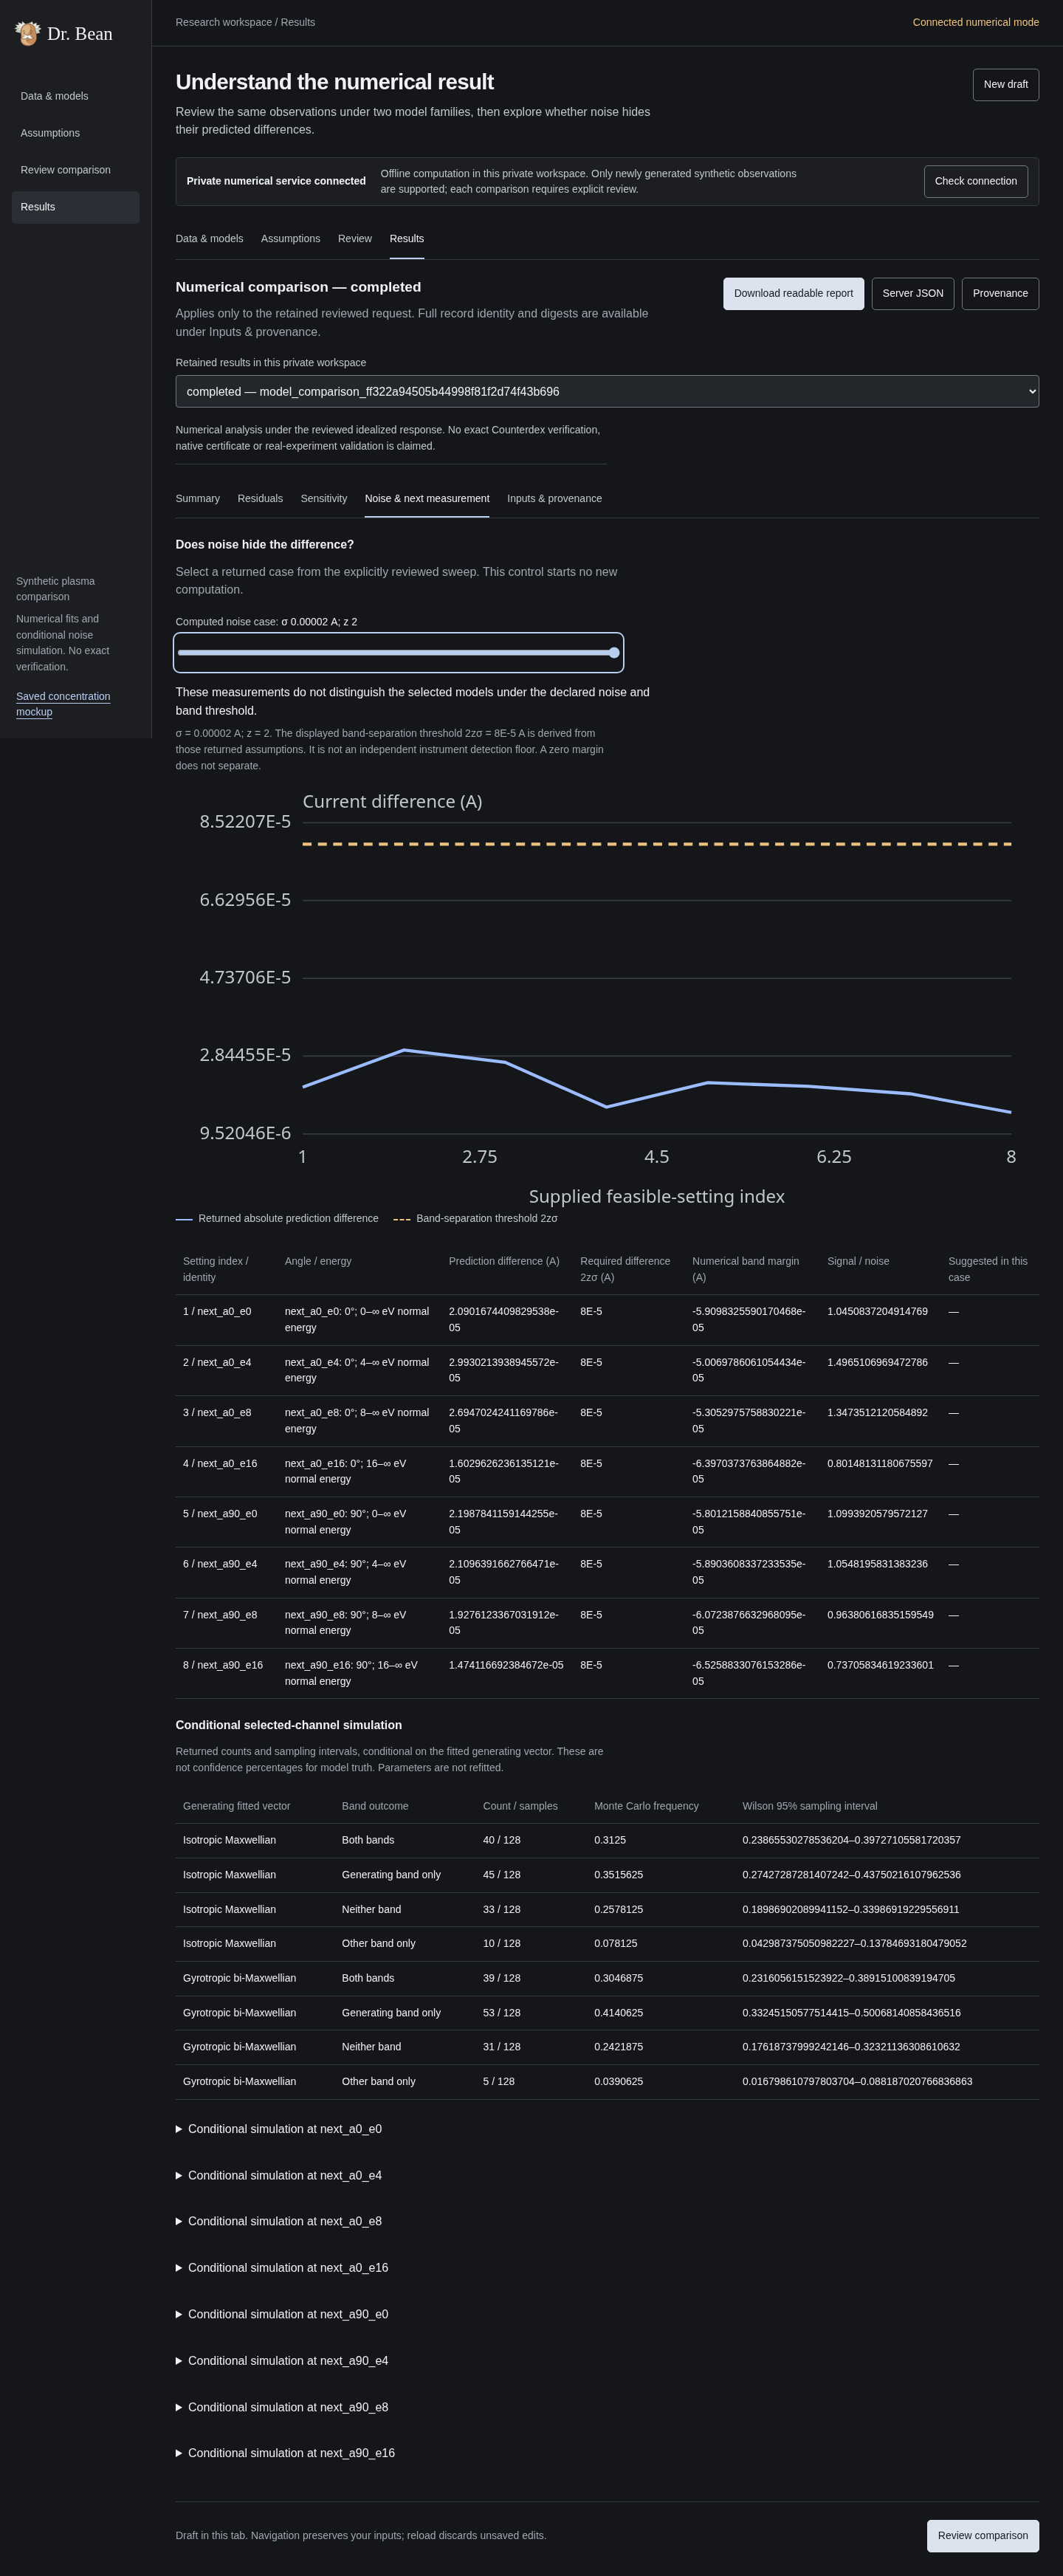 Dr. Bean
Data & models
Assumptions
Review comparison
Results
Synthetic plasma
comparison
Numerical fits and
conditional noise
simulation. No exact
verification.
Saved concentration
mockup
Research workspace / Results
Connected numerical mode
Understand the numerical result
New draft
Review the same observations under two model families, then explore whether noise hides
their predicted differences.
Private numerical service connected
Offline computation in this private workspace. Only newly generated synthetic observations
are supported; each comparison requires explicit review.
Check connection
Data & models Assumptions Review Results
Numerical comparison — completed
Download readable report Server JSON Provenance
Applies only to the retained reviewed request. Full record identity and digests are available
under Inputs & provenance.
Retained results in this private workspace
completed — model_comparison_ff322a94505b44998f81f2d74f43b696
Numerical analysis under the reviewed idealized response. No exact Counterdex verification,
native certificate or real-experiment validation is claimed.
Summary Residuals Sensitivity Noise & next measurement Inputs & provenance
Does noise hide the difference?
Select a returned case from the explicitly reviewed sweep. This control starts no new
computation.
Computed noise case: σ 0.00002 A; z 2
These measurements do not distinguish the selected models under the declared noise and
band threshold.
σ = 0.00002 A; z = 2. The displayed band-separation threshold 2zσ = 8E-5 A is derived from
those returned assumptions. It is not an independent instrument detection floor. A zero margin
does not separate.
Current difference (A)
8.52207E-5
6.62956E-5
4.73706E-5
2.84455E-5
9.52046E-6
1 2.75 4.5 6.25 8
Supplied feasible-setting index
Returned absolute prediction difference Band-separation threshold 2zσ
Setting index / identity Angle / energy Prediction difference (A) Required difference 2zσ (A) Numerical band margin (A) Signal / noise Suggested in this case
1 / next_a0_e0 next_a0_e0: 0°; 0–∞ eV normal energy 2.0901674409829538e-05 8E-5 -5.9098325590170468e-05 1.0450837204914769 —
2 / next_a0_e4 next_a0_e4: 0°; 4–∞ eV normal energy 2.9930213938945572e-05 8E-5 -5.0069786061054434e-05 1.4965106969472786 —
3 / next_a0_e8 next_a0_e8: 0°; 8–∞ eV normal energy 2.6947024241169786e-05 8E-5 -5.3052975758830221e-05 1.3473512120584892 —
4 / next_a0_e16 next_a0_e16: 0°; 16–∞ eV normal energy 1.6029626236135121e-05 8E-5 -6.3970373763864882e-05 0.80148131180675597 —
5 / next_a90_e0 next_a90_e0: 90°; 0–∞ eV normal energy 2.1987841159144255e-05 8E-5 -5.8012158840855751e-05 1.0993920579572127 —
6 / next_a90_e4 next_a90_e4: 90°; 4–∞ eV normal energy 2.1096391662766471e-05 8E-5 -5.8903608337233535e-05 1.0548195831383236 —
7 / next_a90_e8 next_a90_e8: 90°; 8–∞ eV normal energy 1.9276123367031912e-05 8E-5 -6.0723876632968095e-05 0.96380616835159549 —
8 / next_a90_e16 next_a90_e16: 90°; 16–∞ eV normal energy 1.474116692384672e-05 8E-5 -6.5258833076153286e-05 0.73705834619233601 —
Conditional selected-channel simulation
Returned counts and sampling intervals, conditional on the fitted generating vector. These are
not confidence percentages for model truth. Parameters are not refitted.
Generating fitted vector Band outcome Count / samples Monte Carlo frequency Wilson 95% sampling interval
Isotropic Maxwellian Both bands 40 / 128 0.3125 0.23865530278536204–0.39727105581720357
Isotropic Maxwellian Generating band only 45 / 128 0.3515625 0.27427287281407242–0.43750216107962536
Isotropic Maxwellian Neither band 33 / 128 0.2578125 0.18986902089941152–0.33986919229556911
Isotropic Maxwellian Other band only 10 / 128 0.078125 0.042987375050982227–0.13784693180479052
Gyrotropic bi-Maxwellian Both bands 39 / 128 0.3046875 0.2316056151523922–0.38915100839194705
Gyrotropic bi-Maxwellian Generating band only 53 / 128 0.4140625 0.33245150577514415–0.50068140858436516
Gyrotropic bi-Maxwellian Neither band 31 / 128 0.2421875 0.17618737999242146–0.32321136308610632
Gyrotropic bi-Maxwellian Other band only 5 / 128 0.0390625 0.016798610797803704–0.088187020766836863
Conditional simulation at next_a0_e0
Conditional simulation at next_a0_e4
Conditional simulation at next_a0_e8
Conditional simulation at next_a0_e16
Conditional simulation at next_a90_e0
Conditional simulation at next_a90_e4
Conditional simulation at next_a90_e8
Conditional simulation at next_a90_e16
Draft in this tab. Navigation preserves your inputs; reload discards unsaved edits.
Review comparison